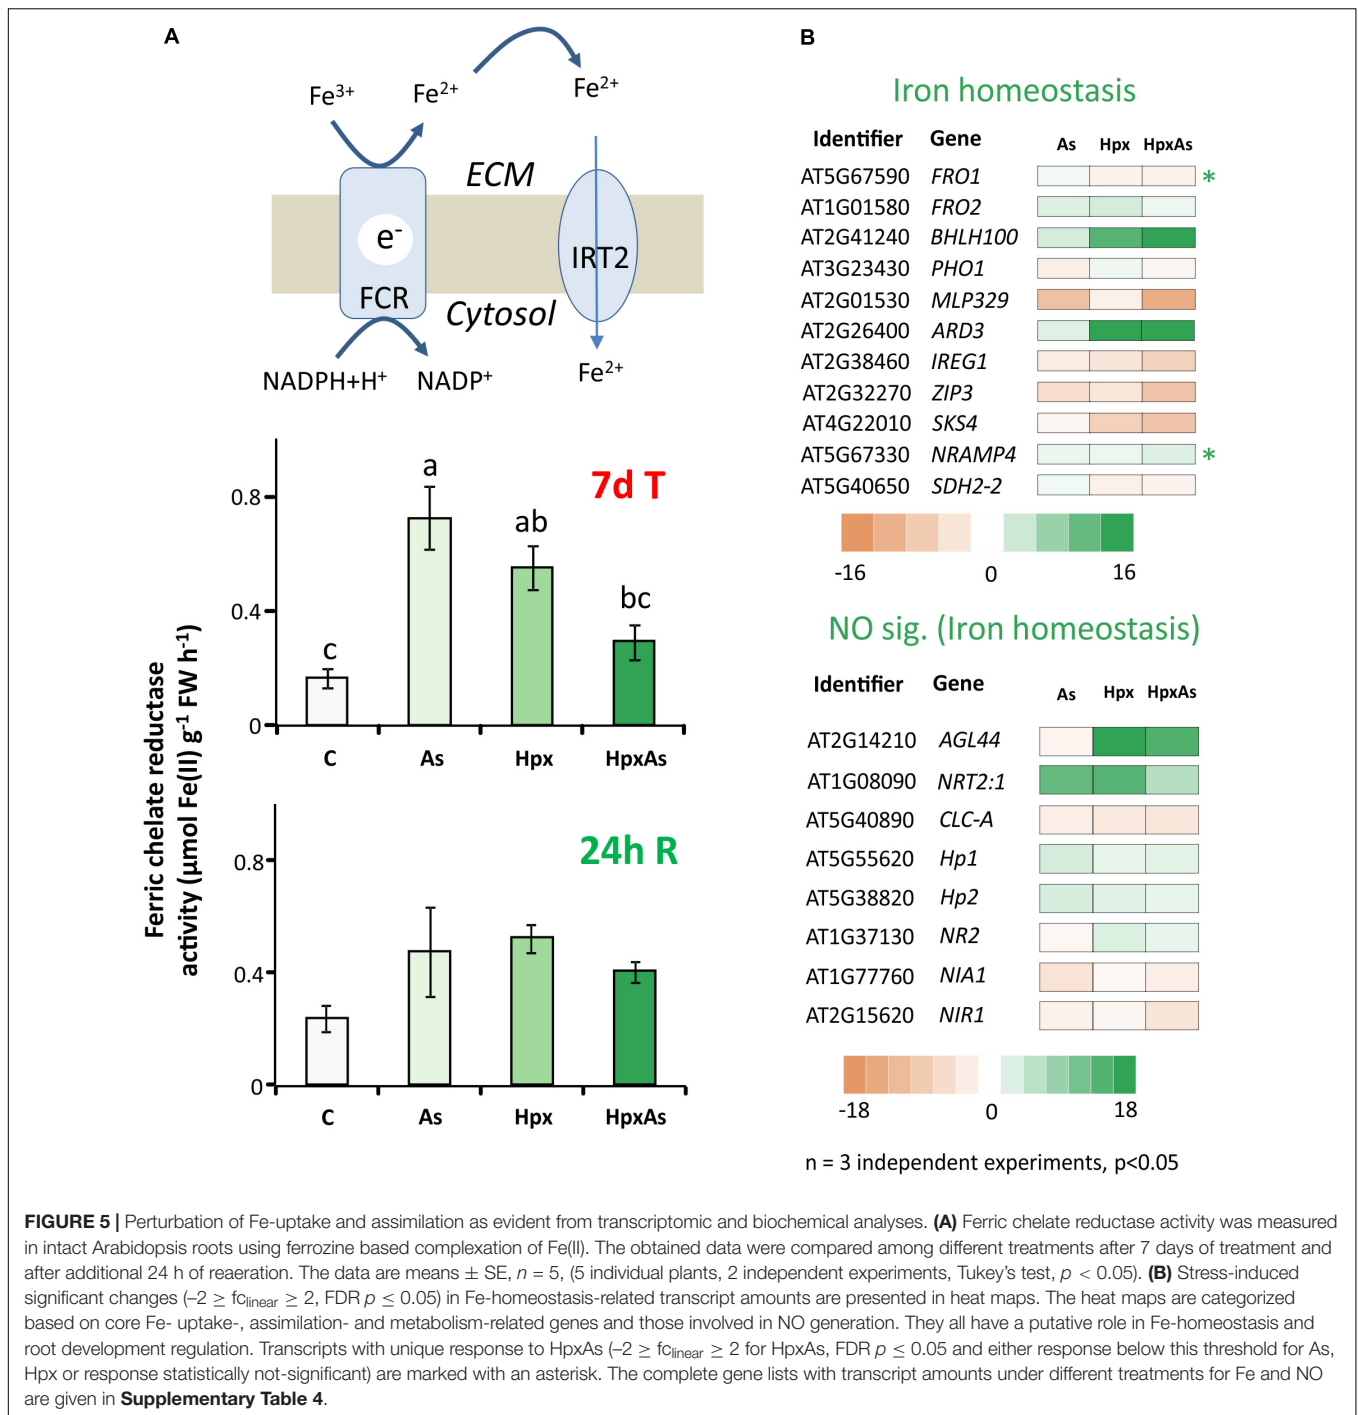 A
Fe3+ Fe2+ Fe2+
ECM
e-
FCR
IRT2
Cytosol
NADPH+H+ NADP+ Fe2+
Ferric chelate reductase
activity (µmol Fe(II) g-1 FW h-1)
7d T
0.8
0.4
0
c a ab bc
C As Hpx HpxAs
24h R
0.8
0.4
0
C As Hpx HpxAs
B
Iron homeostasis
Identifier Gene As Hpx HpxAs
AT5G67590 FRO1 *
AT1G01580 FRO2
AT2G41240 BHLH100
AT3G23430 PHO1
AT2G01530 MLP329
AT2G26400 ARD3
AT2G38460 IREG1
AT2G32270 ZIP3
AT4G22010 SKS4
AT5G67330 NRAMP4 *
AT5G40650 SDH2-2
-16 0 16
NO sig. (Iron homeostasis)
Identifier Gene As Hpx HpxAs
AT2G14210 AGL44
AT1G08090 NRT2:1
AT5G40890 CLC-A
AT5G55620 Hp1
AT5G38820 Hp2
AT1G37130 NR2
AT1G77760 NIA1
AT2G15620 NIR1
-18 0 18
n = 3 independent experiments, p<0.05
FIGURE 5 | Perturbation of Fe-uptake and assimilation as evident from transcriptomic and biochemical analyses. (A) Ferric chelate reductase activity was measured
in intact Arabidopsis roots using ferrozine based complexation of Fe(II). The obtained data were compared among different treatments after 7 days of treatment and
after additional 24 h of reaeration. The data are means ± SE, n = 5, (5 individual plants, 2 independent experiments, Tukey's test, p < 0.05). (B) Stress-induced
significant changes (–2 ≥ fclinear ≥ 2, FDR p ≤ 0.05) in Fe-homeostasis-related transcript amounts are presented in heat maps. The heat maps are categorized
based on core Fe- uptake-, assimilation- and metabolism-related genes and those involved in NO generation. They all have a putative role in Fe-homeostasis and
root development regulation. Transcripts with unique response to HpxAs (–2 ≥ fclinear ≥ 2 for HpxAs, FDR p ≤ 0.05 and either response below this threshold for As,
Hpx or response statistically not-significant) are marked with an asterisk. The complete gene lists with transcript amounts under different treatments for Fe and NO
are given in Supplementary Table 4.